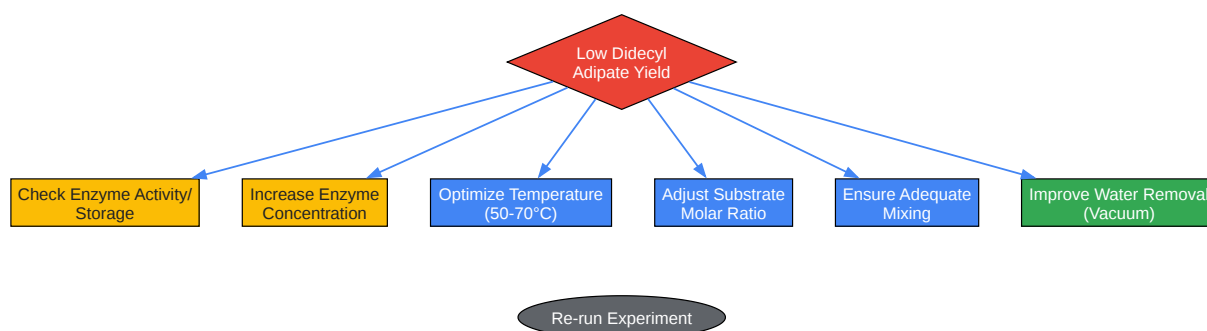 Low Didecyl
Adipate Yield
Check Enzyme Activity/
Storage
Increase Enzyme
Concentration
Optimize Temperature
(50-70°C)
Adjust Substrate
Molar Ratio
Ensure Adequate
Mixing
Improve Water Removal
(Vacuum)
Re-run Experiment